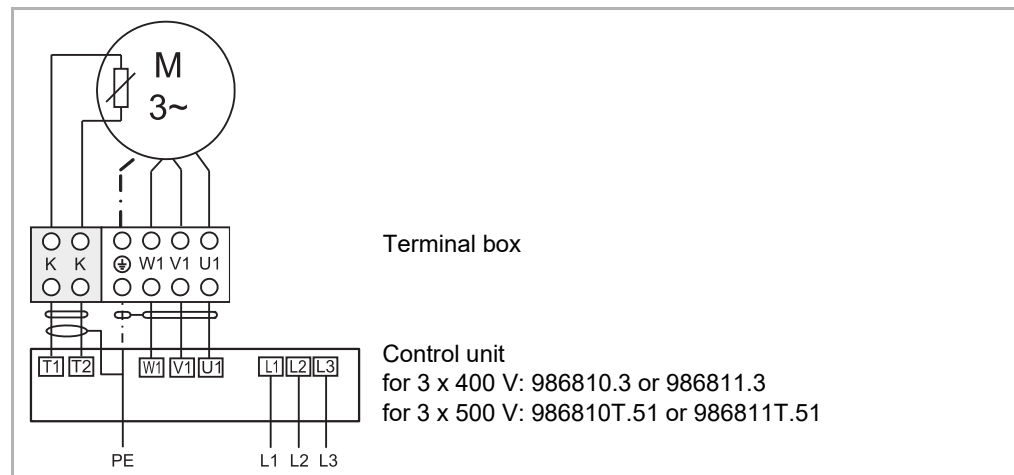 M
3~
K K W1 V1 U1
Terminal box
T1 T2 W1 V1 U1 L1 L2 L3
Control unit
for 3 x 400 V: 986810.3 or 986811.3
for 3 x 500 V: 986810T.51 or 986811T.51
PE L1 L2 L3